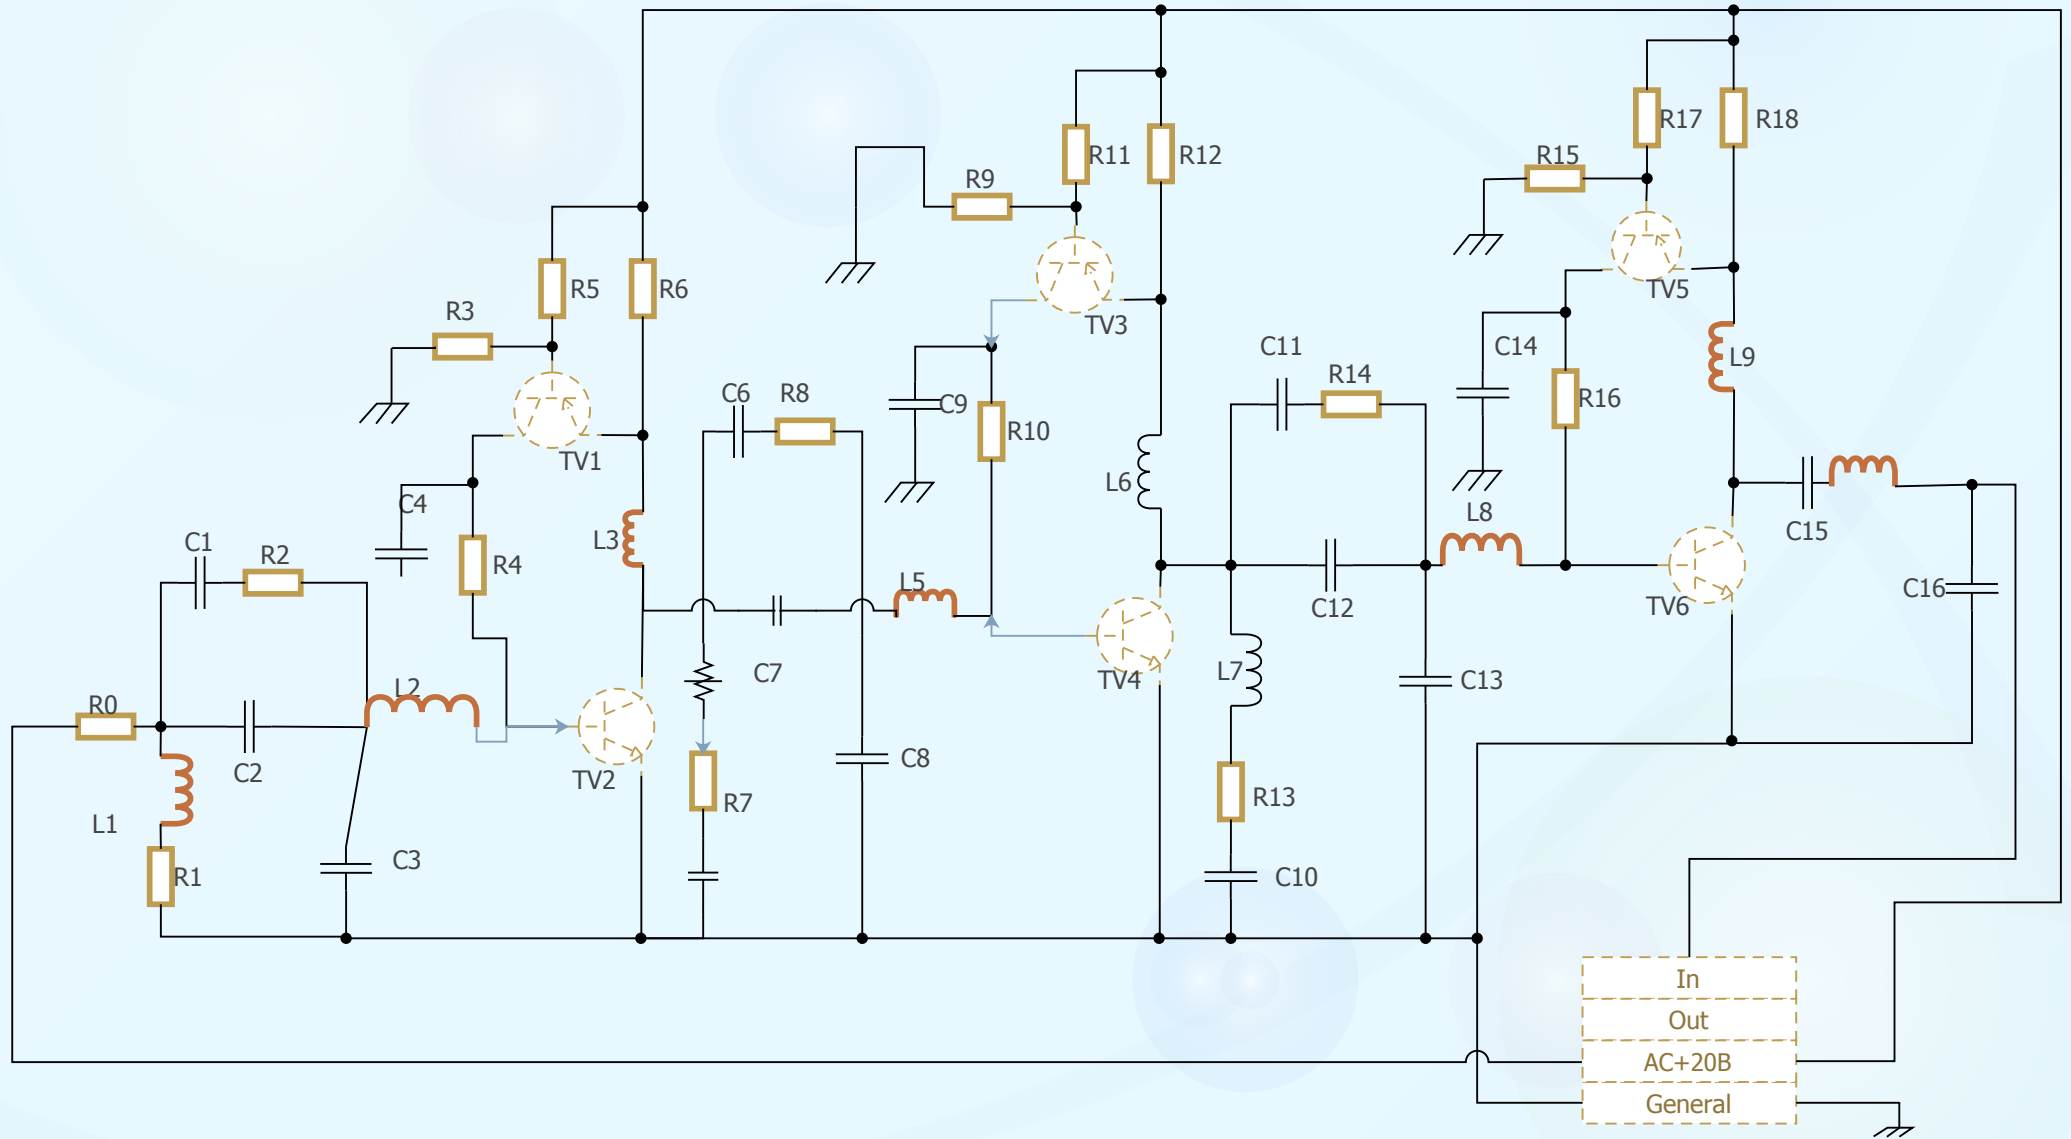 R17
R18
R15
R11
R12
R9
TV5
R5
R6
R3
TV3
C11
C14
L9
R14
C6
R8
C9
R16
R10
TV1
L6
C4
L8
C15
C1
R2
L3
R4
L5
C16
C12
TV6
C7
L7
TV4
C13
L2
R0
C8
C2
TV2
R13
R7
L1
C3
R1
C10
In
Out
AC+20B
General